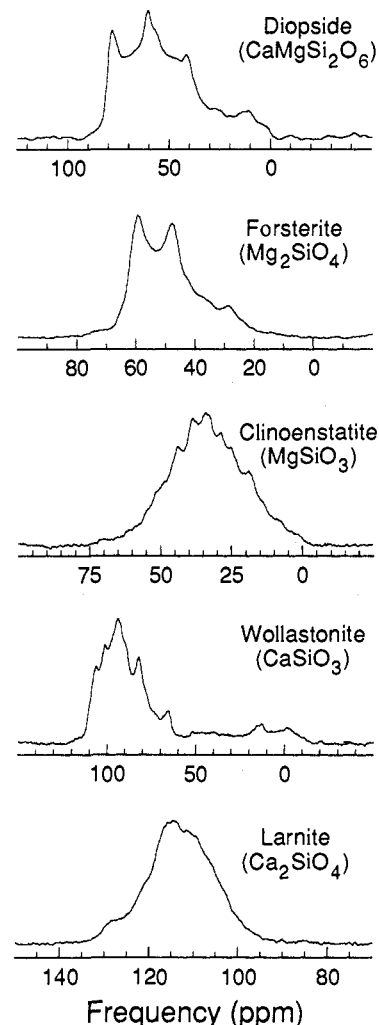 Diopside
(CaMgSi₂O₆)
100 50 0
Forsterite
(Mg₂SiO₄)
80 60 40 20 0
Clinoenstatite
(MgSiO₃)
75 50 25 0
Wollastonite
(CaSiO₃)
100 50 0
Larnite
(Ca₂SiO₄)
140 120 100 80
Frequency (ppm)